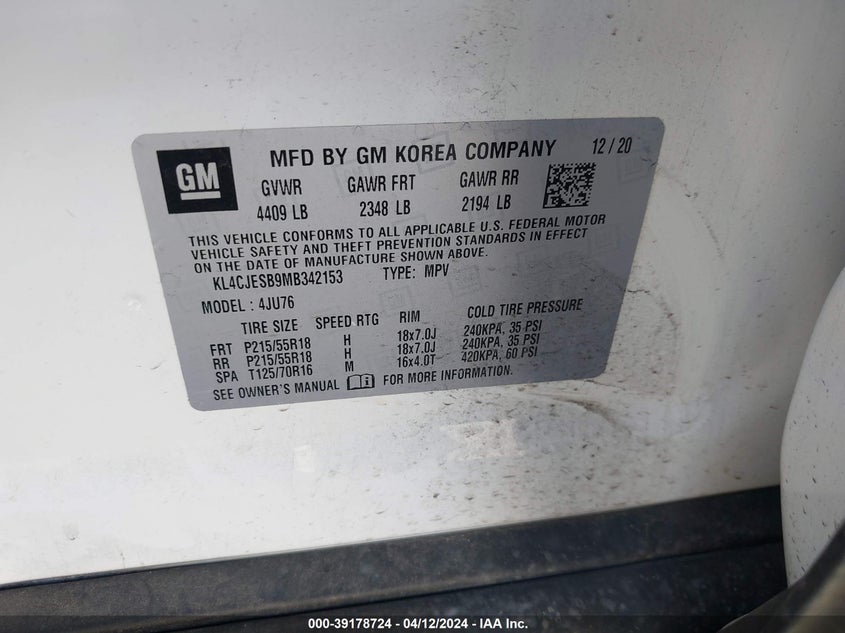 GM
MFD BY GM KOREA COMPANY 12/20
GVWR GAWR FRT GAWR RR
4409 LB 2348 LB 2194 LB
THIS VEHICLE CONFORMS TO ALL APPLICABLE U.S. FEDERAL MOTOR
VEHICLE SAFETY AND THEFT PREVENTION STANDARDS IN EFFECT
ON THE DATE OF MANUFACTURE SHOWN ABOVE.
KL4CJESB9MB342153 TYPE: MPV
MODEL: 4JU76
TIRE SIZE SPEED RTG RIM COLD TIRE PRESSURE
FRT P215/55R18 H 18x7.0J 240KPA, 35 PSI
RR P215/55R18 H 18x7.0J 240KPA, 35 PSI
SPA T125/70R16 M 16x4.0T 420KPA, 60 PSI
SEE OWNER'S MANUAL FOR MORE INFORMATION.
000-39178724 - 04/12/2024 - IAA Inc.